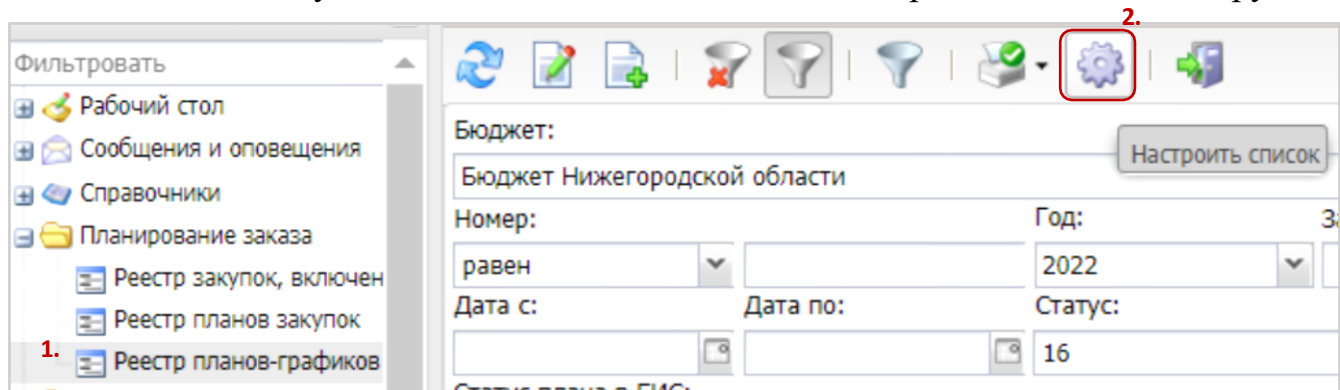 2.
Фильтровать
Рабочий стол
Сообщения и оповещения
Справочники
Планирование заказа
Реестр закупок, включен
Реестр планов закупок
1.
Реестр планов-графиков
Бюджет:
Настроить список
Бюджет Нижегородской области
Номер:
Год:
равен
2022
Дата с:
Дата по:
Статус:
16